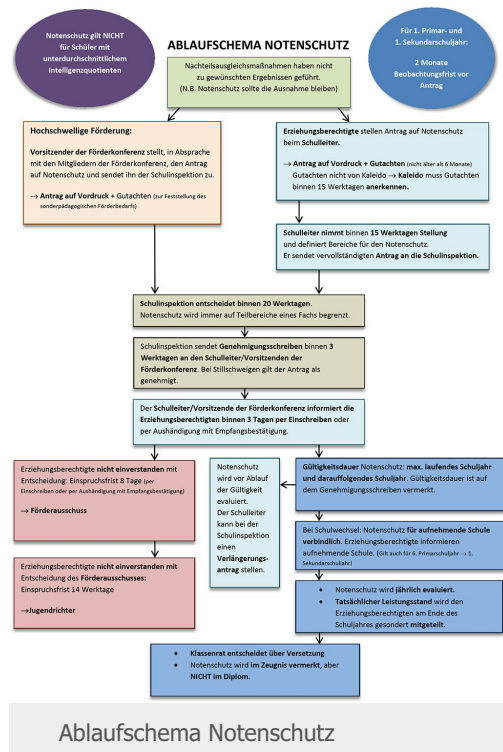 Notenschutz gilt NICHT
für Schüler mit
unterdurchschnittlichem
Intelligenzquotienten
ABLAUFSCHEMA NOTENSCHUTZ
Nachteilsausgleichsmaßnahmen haben nicht
zu gewünschten Ergebnissen geführt.
(N.B. Notenschutz sollte die Ausnahme bleiben)
Für 1. Primar- und
1. Sekundarschuljahr:
2 Monate
Beobachtungsfrist vor
Antrag
Hochschwellige Förderung:
Vorsitzender der Förderkonferenz stellt, in Absprache
mit den Mitgliedern der Förderkonferenz, den Antrag
auf Notenschutz und sendet ihn der Schulinspektion zu.
→ Antrag auf Vordruck + Gutachten (zur Feststellung des
sonderpädagogischen Förderbedarfs)
Erziehungsberechtigte stellen Antrag auf Notenschutz
beim Schulleiter.
→ Antrag auf Vordruck + Gutachten (nicht älter als 6 Monate)
Gutachten nicht von Kaleido → Kaleido muss Gutachten
binnen 15 Werktagen anerkennen.
Schulleiter nimmt binnen 15 Werktagen Stellung
und definiert Bereiche für den Notenschutz.
Er sendet vervollständigten Antrag an die Schulinspektion.
Schulinspektion entscheidet binnen 20 Werktagen.
Notenschutz wird immer auf Teilbereiche eines Fachs begrenzt.
Schulinspektion sendet Genehmigungsschreiben binnen 3
Werktagen an den Schulleiter/Vorsitzenden der
Förderkonferenz. Bei Stillschweigen gilt der Antrag als
genehmigt.
Der Schulleiter/Vorsitzende der Förderkonferenz informiert die
Erziehungsberechtigten binnen 3 Tagen per Einschreiben oder
per Aushändigung mit Empfangsbestätigung.
Erziehungsberechtigte nicht einverstanden mit
Entscheidung: Einspruchsfrist 8 Tage (per
Einschreiben oder per Aushändigung mit Empfangsbestätigung)
→ Förderausschuss
Erziehungsberechtigte nicht einverstanden mit
Entscheidung des Förderausschusses:
Einspruchsfrist 14 Werktage
→Jugendrichter
Notenschutz
wird vor Ablauf
der Gültigkeit
evaluiert.
Der Schulleiter
kann bei der
Schulinspektion
einen
Verlängerungs-
antrag stellen.
Gültigkeitsdauer Notenschutz: max. laufendes Schuljahr
und darauffolgendes Schuljahr. Gültigkeitsdauer ist auf
dem Genehmigungsschreiben vermerkt.
Bei Schulwechsel: Notenschutz für aufnehmende Schule
verbindlich. Erziehungsberechtigte informieren
aufnehmende Schule. (Gilt auch für 6. Primarschuljahr → 1.
Sekundarschuljahr)
• Notenschutz wird jährlich evaluiert.
• Tatsächlicher Leistungsstand wird den
Erziehungsberechtigten am Ende des
Schuljahres gesondert mitgeteilt.
• Klassenrat entscheidet über Versetzung
• Notenschutz wird im Zeugnis vermerkt, aber
NICHT im Diplom.
Ablaufschema Notenschutz